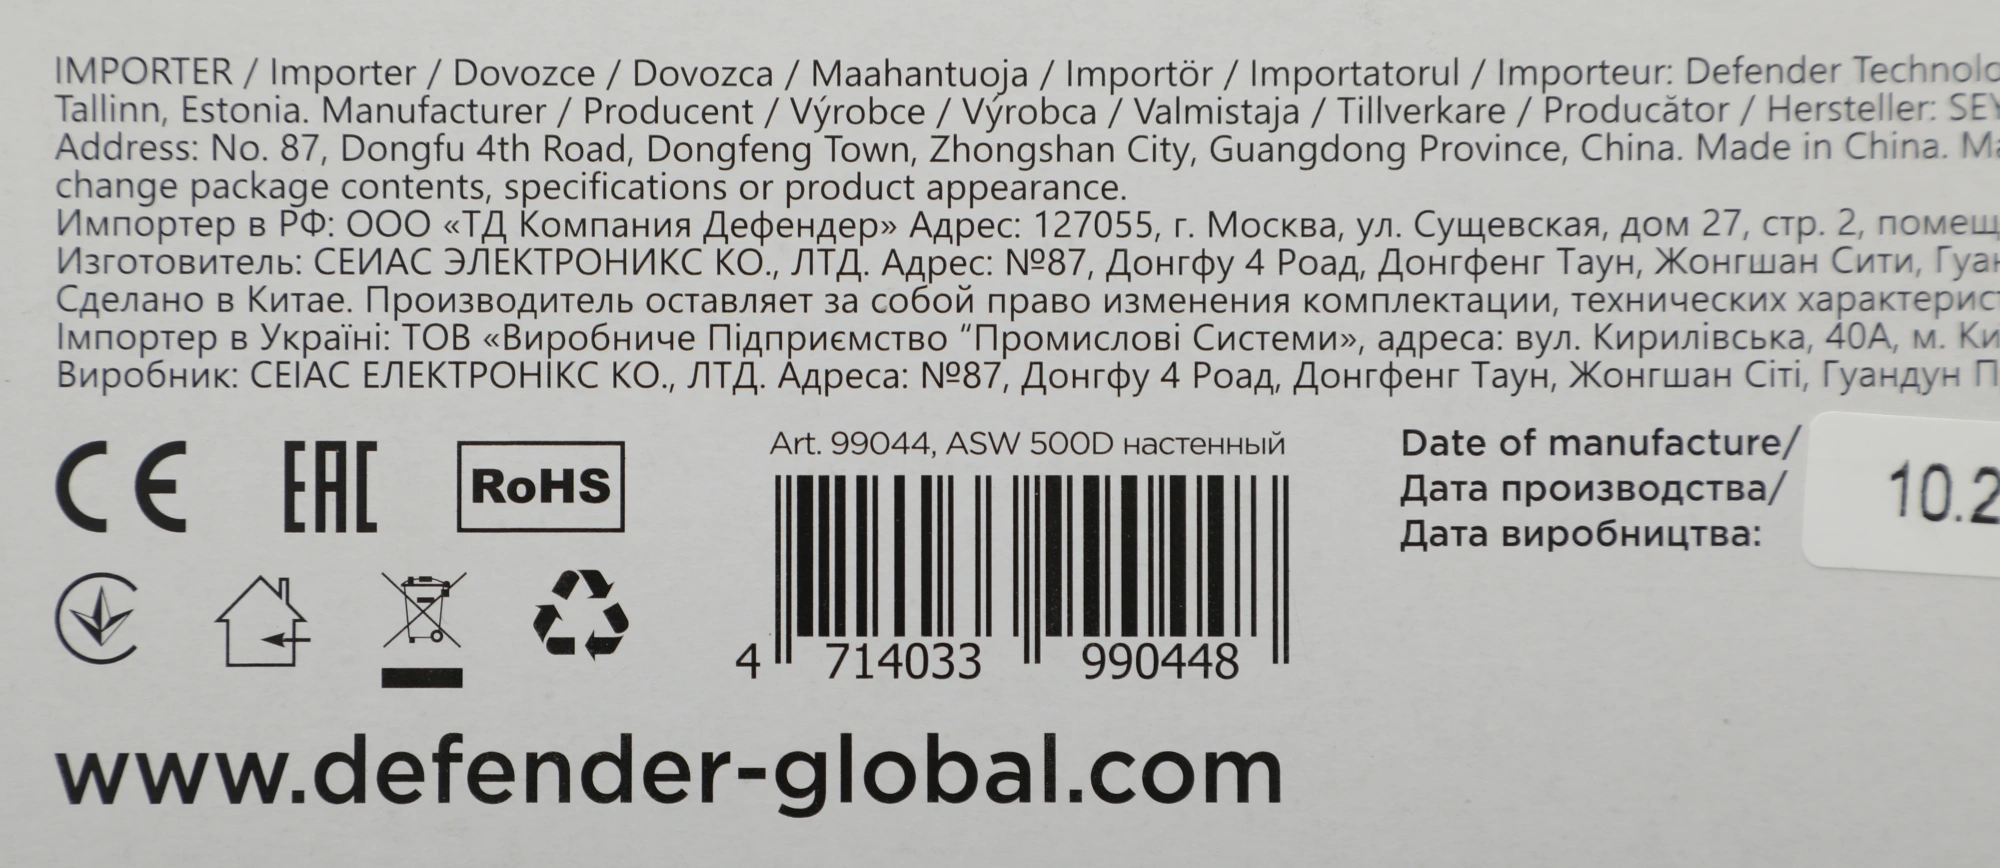 IMPORTER / Importer / Dovozce / Dovozca / Maahantuoja / Importör / Importatorul / Importeur: Defender
Tallinn, Estonia. Manufacturer / Producent / Výrobce / Výrobca / Valmistaja / Tillverkare / Producător / Hersteller:
Address: No. 87, Dongfu 4th Road, Dongfeng Town, Zhongshan City, Guangdong Province, China. Made in China.
change package contents, specifications or product appearance.
Импортер в РФ: ООО «ТД Компания Дефендер» Адрес: 127055, г. Москва, ул. Сущевская, дом 27, стр. 2,
Изготовитель: СЕИАС ЭЛЕКТРОНИКС КО., ЛТД. Адрес: №87, Донгфу 4 Роад, Донгфенг Таун, Жонгшан Сити,
Сделано в Китае. Производитель оставляет за собой право изменения комплектации, технических
Імпортер в Україні: ТОВ «Виробниче Підприємство “Промислові Системи», адреса: вул. Кирилівська, 40А, м.
Виробник: СЕІАС ЕЛЕКТРОНІКС КО., ЛТД. Адреса: №87, Донгфу 4 Роад, Донгфенг Таун, Жонгшан Сіті, Гуандун
CE EAC RoHS
Art. 99044, ASW 500D настенный
4 714033 990448
Date of manufacture/
Дата производства/
Дата виробництва:
10.2
www.defender-global.com